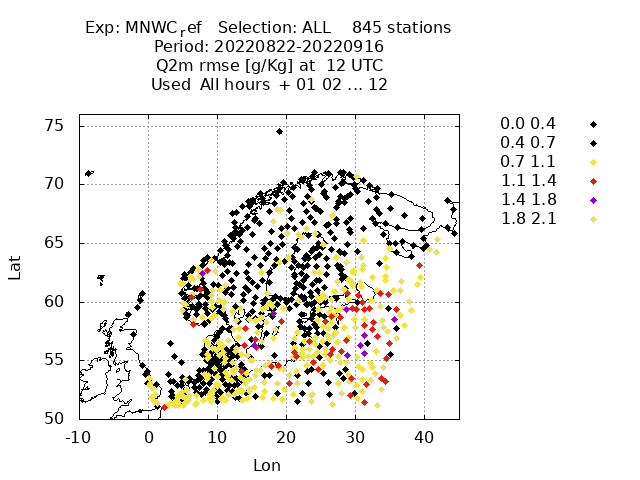 Exp: MNWC_ref   Selection: ALL    845 stations
Period: 20220822-20220916
Q2m rmse [g/Kg] at  12 UTC
Used  All hours  + 01 02 ... 12
0.0 0.4
0.4 0.7
0.7 1.1
1.1 1.4
1.4 1.8
1.8 2.1
75
70
65
60
55
50
Lat
-10 0 10 20 30 40
Lon